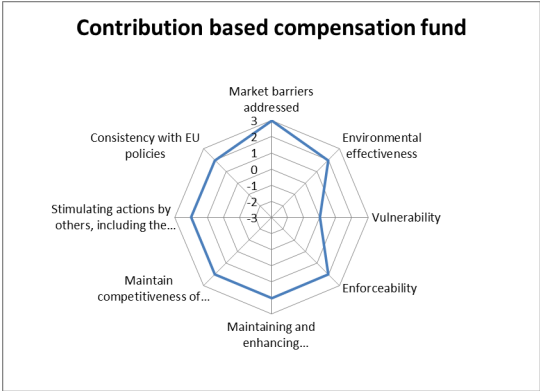 Contribution based compensation fund
Market barriers
addressed
3
2
1
0
-1
-2
-3
Environmental
effectiveness
Vulnerability
Enforceability
Maintaining and
enhancing...
Maintain
competitiveness of...
Stimulating actions by
others, including the...
Consistency with EU
policies